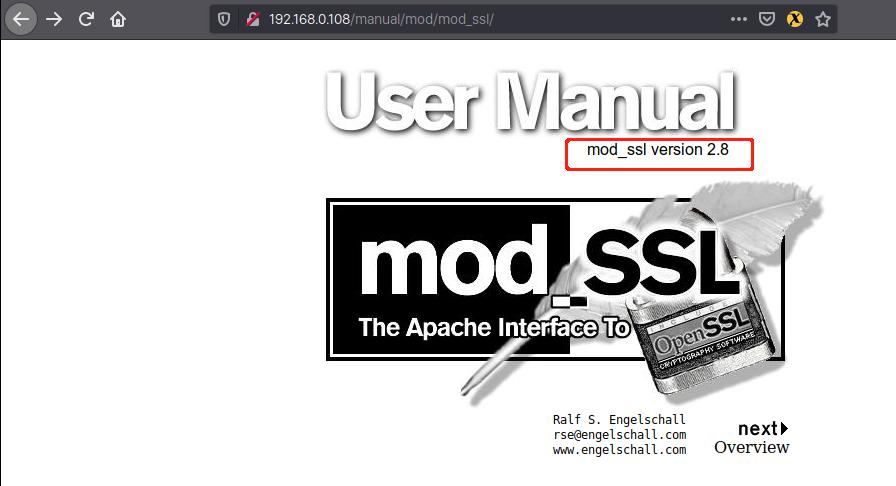 192.168.0.108/manual/mod/mod_ssl/
User Manual
mod_ssl version 2.8
mod_SSL
The Apache Interface To
INCLUDES
OpenSSL
CRYPTOGRAPHY SOFTWARE
Ralf S. Engelschall
rse@engelschall.com
www.engelschall.com
next
Overview